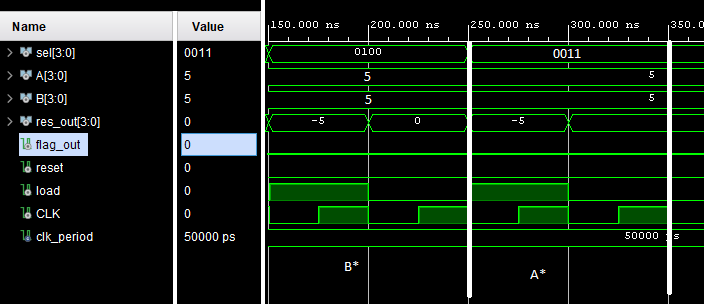 Name Value 150.000 ns 200.000 ns 250.000 ns 300.000 ns 350.
sel[3:0] 0011 0100 0011
A[3:0] 5 5 5
B[3:0] 5 5 5
res_out[3:0] 0 -5 0 -5
flag_out 0
reset 0
load 0
CLK 0
clk_period 50000 ps 50000 ps
B* A*